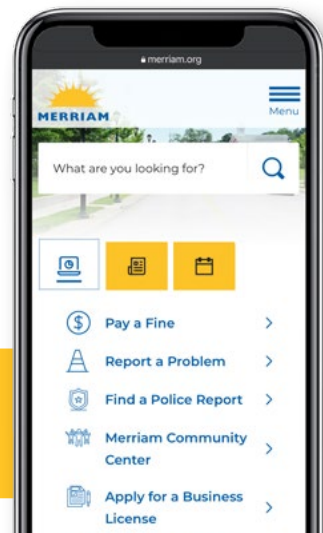 merriam.org
MERRIAM
Menu
What are you looking for?
Pay a Fine
Report a Problem
Find a Police Report
Merriam Community
Center
Apply for a Business
License